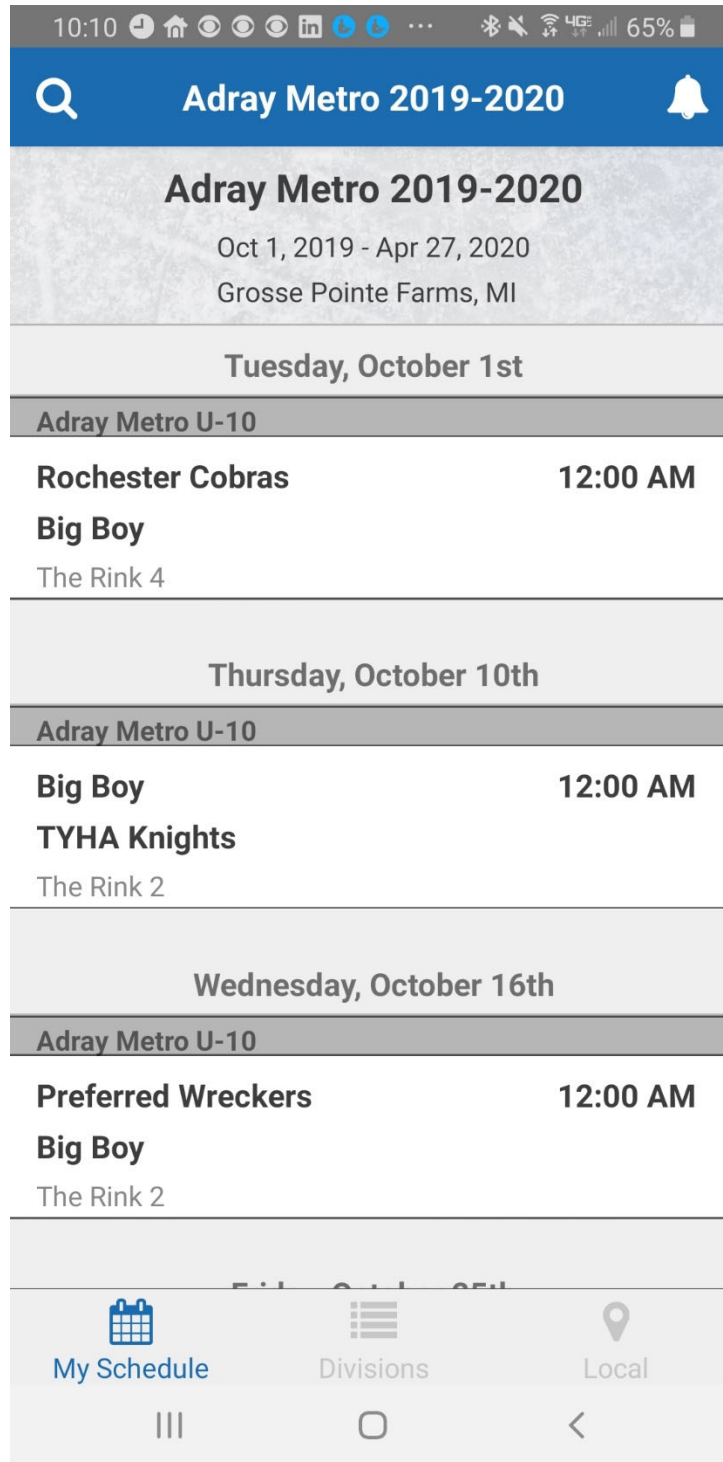 10:10 65%
Adray Metro 2019-2020
Adray Metro 2019-2020
Oct 1, 2019 - Apr 27, 2020
Grosse Pointe Farms, MI
Tuesday, October 1st
Adray Metro U-10
Rochester Cobras 12:00 AM
Big Boy
The Rink 4
Thursday, October 10th
Adray Metro U-10
Big Boy 12:00 AM
TYHA Knights
The Rink 2
Wednesday, October 16th
Adray Metro U-10
Preferred Wreckers 12:00 AM
Big Boy
The Rink 2
Friday, October 25th
My Schedule Divisions Local